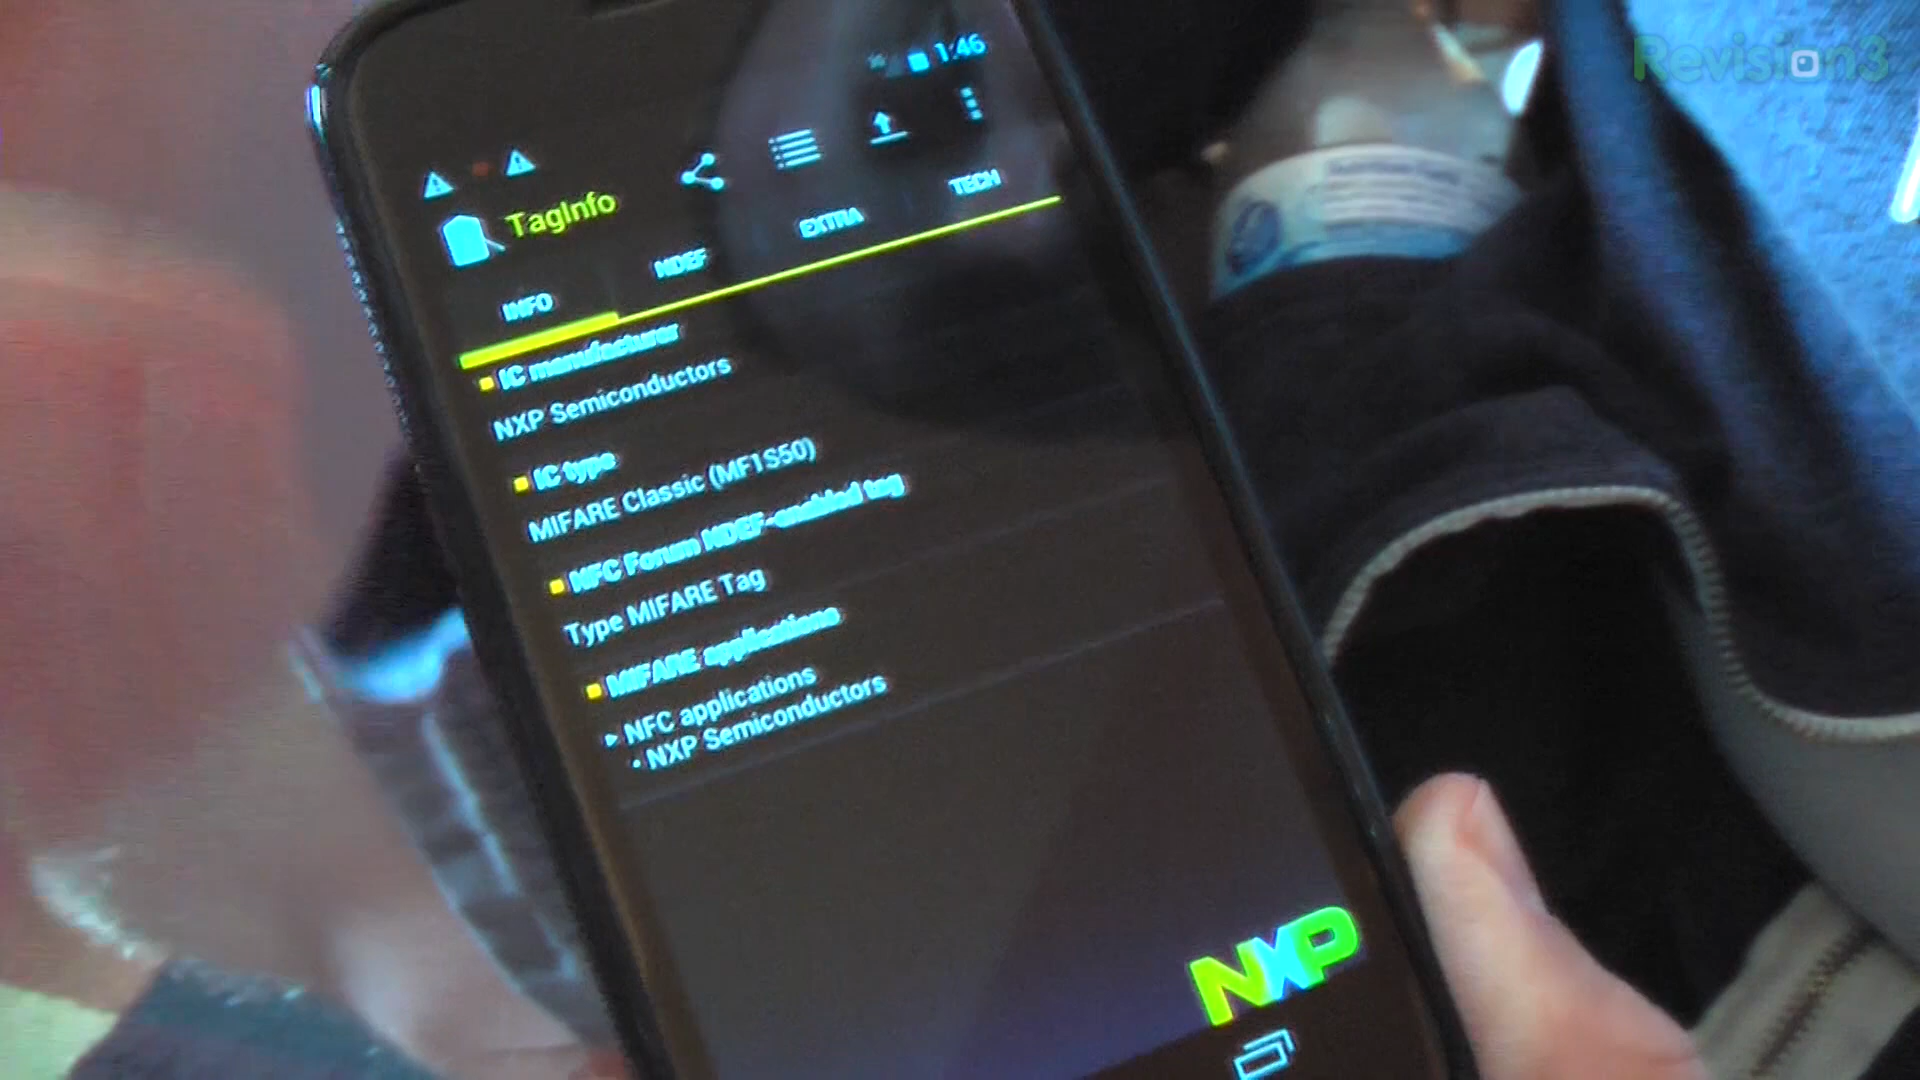 Revision3
1:46
TagInfo
INFO
NDEF
EXTRA
TECH
IC manufacturer
NXP Semiconductors
IC type
MIFARE Classic (MF1S50)
NFC Forum NDEF-enabled tag
Type MIFARE Tag
MIFARE applications
▸ NFC applications
• NXP Semiconductors
NXP